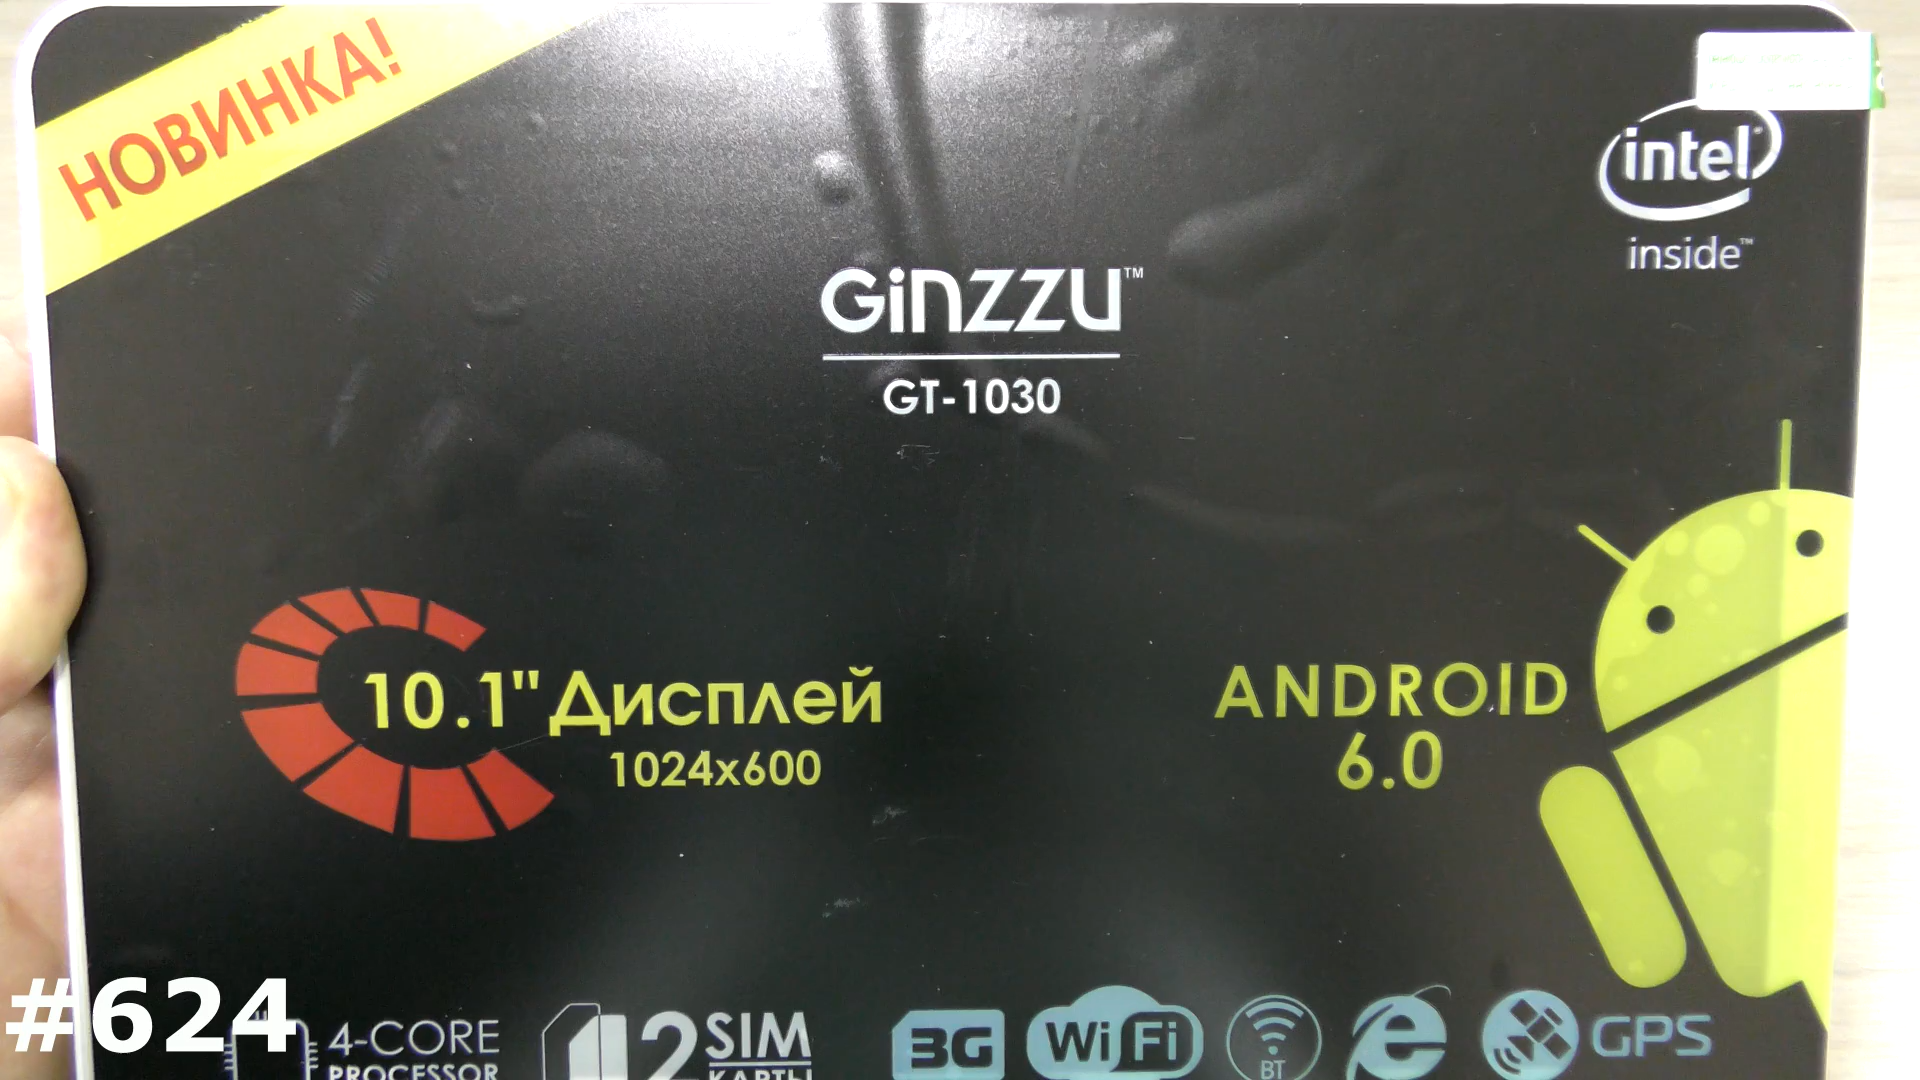 НОВИНКА!
intel
inside™
GINZZU™
GT-1030
10.1" Дисплей
1024x600
ANDROID
6.0
#624
4-CORE
PROCESSOR
2 SIM
КАРТЫ
3G
WiFi
BT
GPS